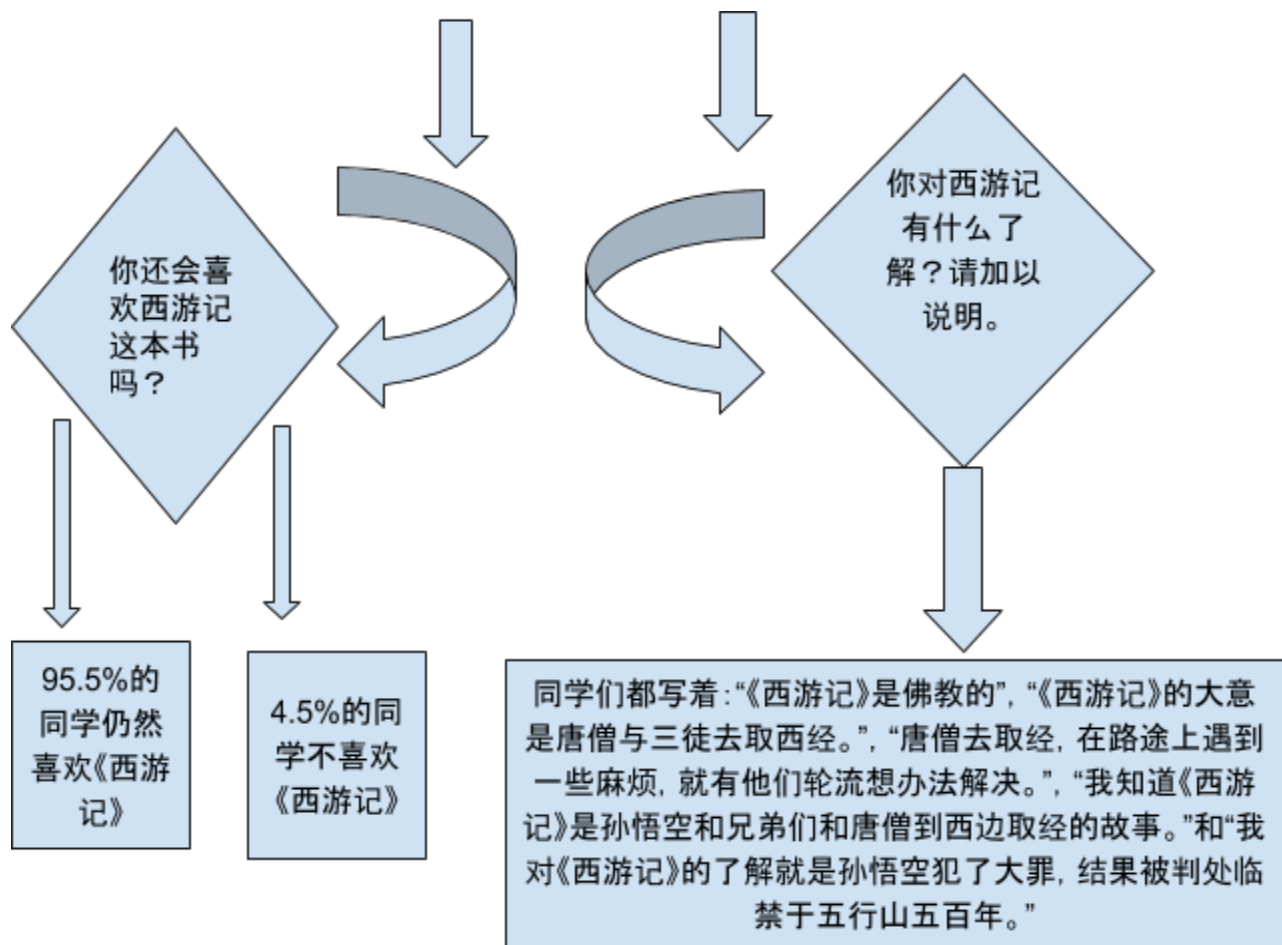 你还会喜
欢西游记
这本书
吗？
你对西游记
有什么了
解？请加以
说明。
95.5%的
同学仍然
喜欢《西游
记》
4.5%的同
学不喜欢
《西游记》
同学们都写着：“《西游记》是佛教的”，“《西游记》的大意
是唐僧与三徒去取西经。”，“唐僧去取经，在路途上遇到
一些麻烦，就有他们轮流想办法解决。”，“我知道《西游
记》是孙悟空和兄弟们和唐僧到西边取经的故事。”和“我
对《西游记》的了解就是孙悟空犯了大罪，结果被判处临
禁于五行山五百年。”